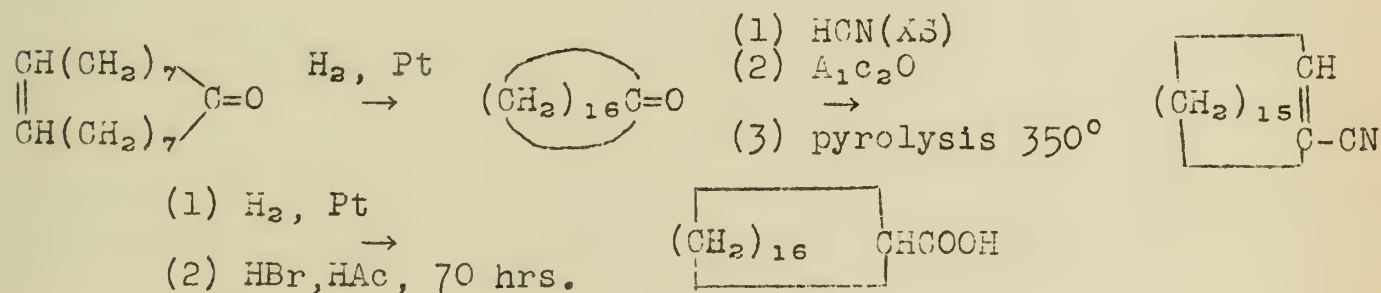 (1) HCN(XS)
CH(CH₂)₇ H₂, Pt (2) A₁c₂O CH
‖ C=O → (CH₂)₁₆C=O → (CH₂)₁₅‖
CH(CH₂)₇ (3) pyrolysis 350° C-CN
(1) H₂, Pt
→ (CH₂)₁₆ CHCOOH
(2) HBr,HAc, 70 hrs.